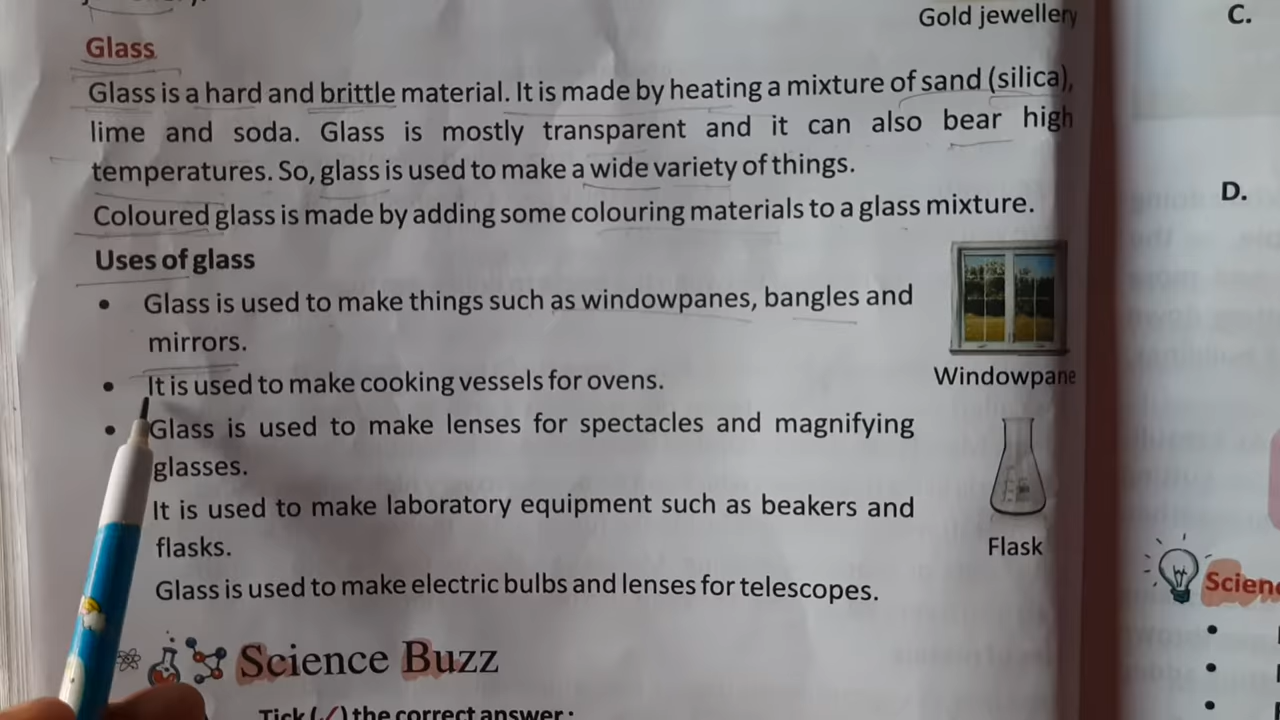 Gold jewellery
C.
Glass
Glass is a hard and brittle material. It is made by heating a mixture of sand (silica),
lime and soda. Glass is mostly transparent and it can also bear high
temperatures. So, glass is used to make a wide variety of things.
D.
Coloured glass is made by adding some colouring materials to a glass mixture.
Uses of glass
• Glass is used to make things such as windowpanes, bangles and
mirrors.
Windowpane
• It is used to make cooking vessels for ovens.
• Glass is used to make lenses for spectacles and magnifying
glasses.
It is used to make laboratory equipment such as beakers and
flasks.
Flask
Glass is used to make electric bulbs and lenses for telescopes.
Science Buzz
Tick (✓) the correct answer: